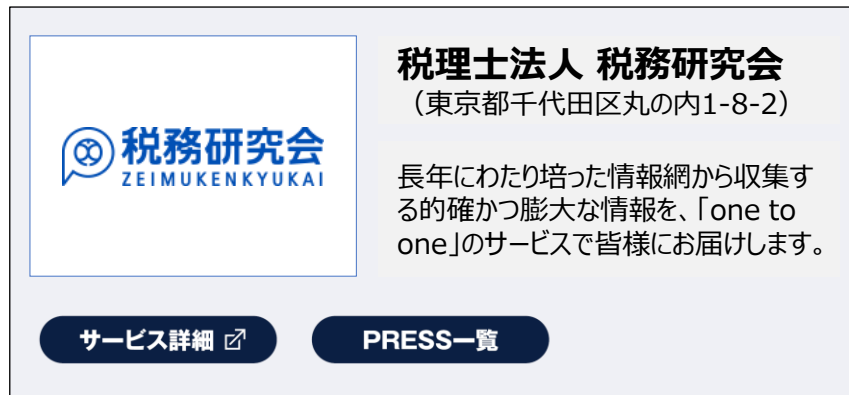 税務研究会
ZEIMUKENKYUKAI
税理士法人 税務研究会
（東京都千代田区丸の内1-8-2）
長年にわたり培った情報網から収集す
る的確かつ膨大な情報を、「one to
one」のサービスで皆様にお届けします。
サービス詳細
PRESS一覧